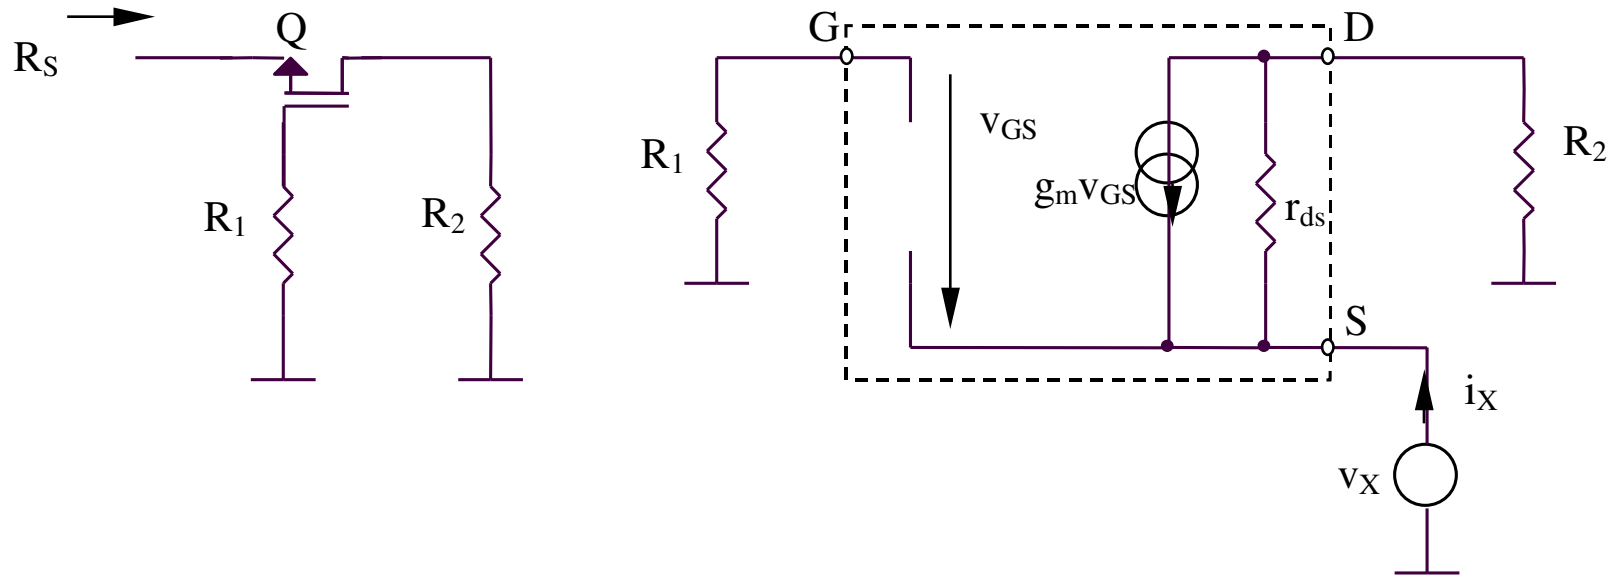 R_S
Q
R_1
R_2
G
D
v_GS
R_1
g_m v_GS
r_ds
R_2
S
i_X
v_X